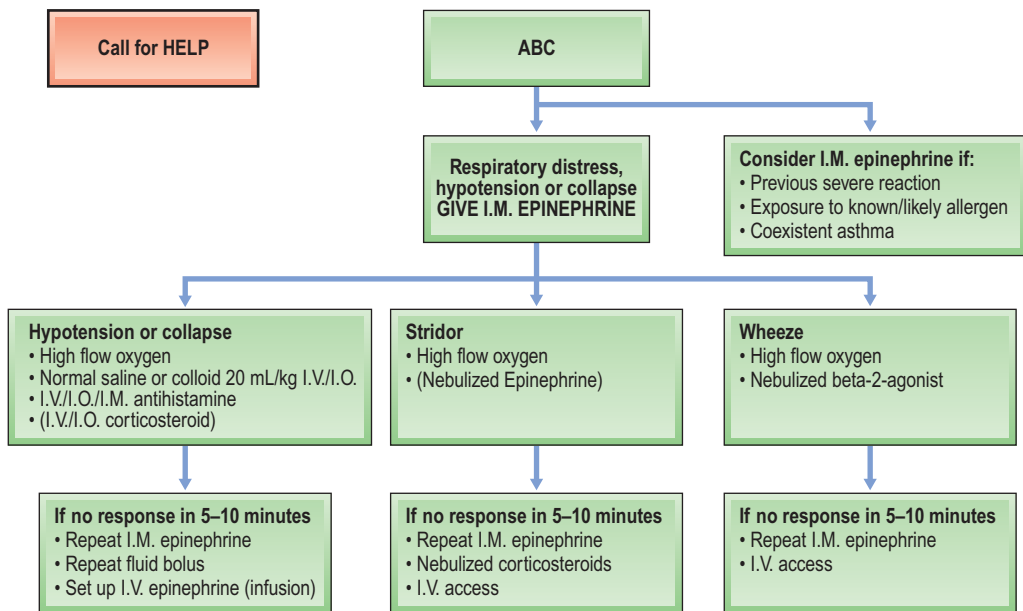 Call for HELP
ABC
Respiratory distress,
hypotension or collapse
GIVE I.M. EPINEPHRINE
Consider I.M. epinephrine if:
• Previous severe reaction
• Exposure to known/likely allergen
• Coexistent asthma
Hypotension or collapse
• High flow oxygen
• Normal saline or colloid 20 mL/kg I.V./I.O.
• I.V./I.O./I.M. antihistamine
• (I.V./I.O. corticosteroid)
Stridor
• High flow oxygen
• (Nebulized Epinephrine)
Wheeze
• High flow oxygen
• Nebulized beta-2-agonist
If no response in 5–10 minutes
• Repeat I.M. epinephrine
• Repeat fluid bolus
• Set up I.V. epinephrine (infusion)
If no response in 5–10 minutes
• Repeat I.M. epinephrine
• Nebulized corticosteroids
• I.V. access
If no response in 5–10 minutes
• Repeat I.M. epinephrine
• I.V. access